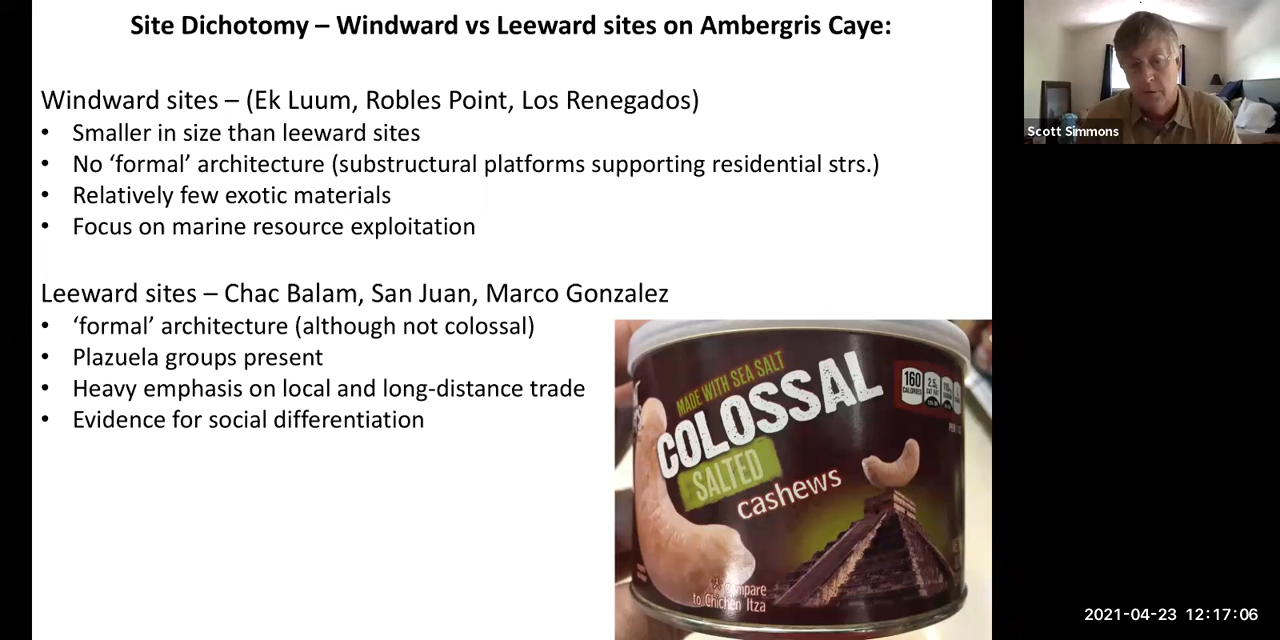 Site Dichotomy – Windward vs Leeward sites on Ambergris Caye:
Windward sites – (Ek Luum, Robles Point, Los Renegados)
• Smaller in size than leeward sites
• No ‘formal’ architecture (substructural platforms supporting residential strs.)
• Relatively few exotic materials
• Focus on marine resource exploitation
Leeward sites – Chac Balam, San Juan, Marco Gonzalez
• ‘formal’ architecture (although not colossal)
• Plazuela groups present
• Heavy emphasis on local and long-distance trade
• Evidence for social differentiation
MADE WITH SEA SALT
COLOSSAL
SALTED
cashews
160
CALORIES
2.5
to Chichen Itza
Scott Simmons
2021-04-23 12:17:06